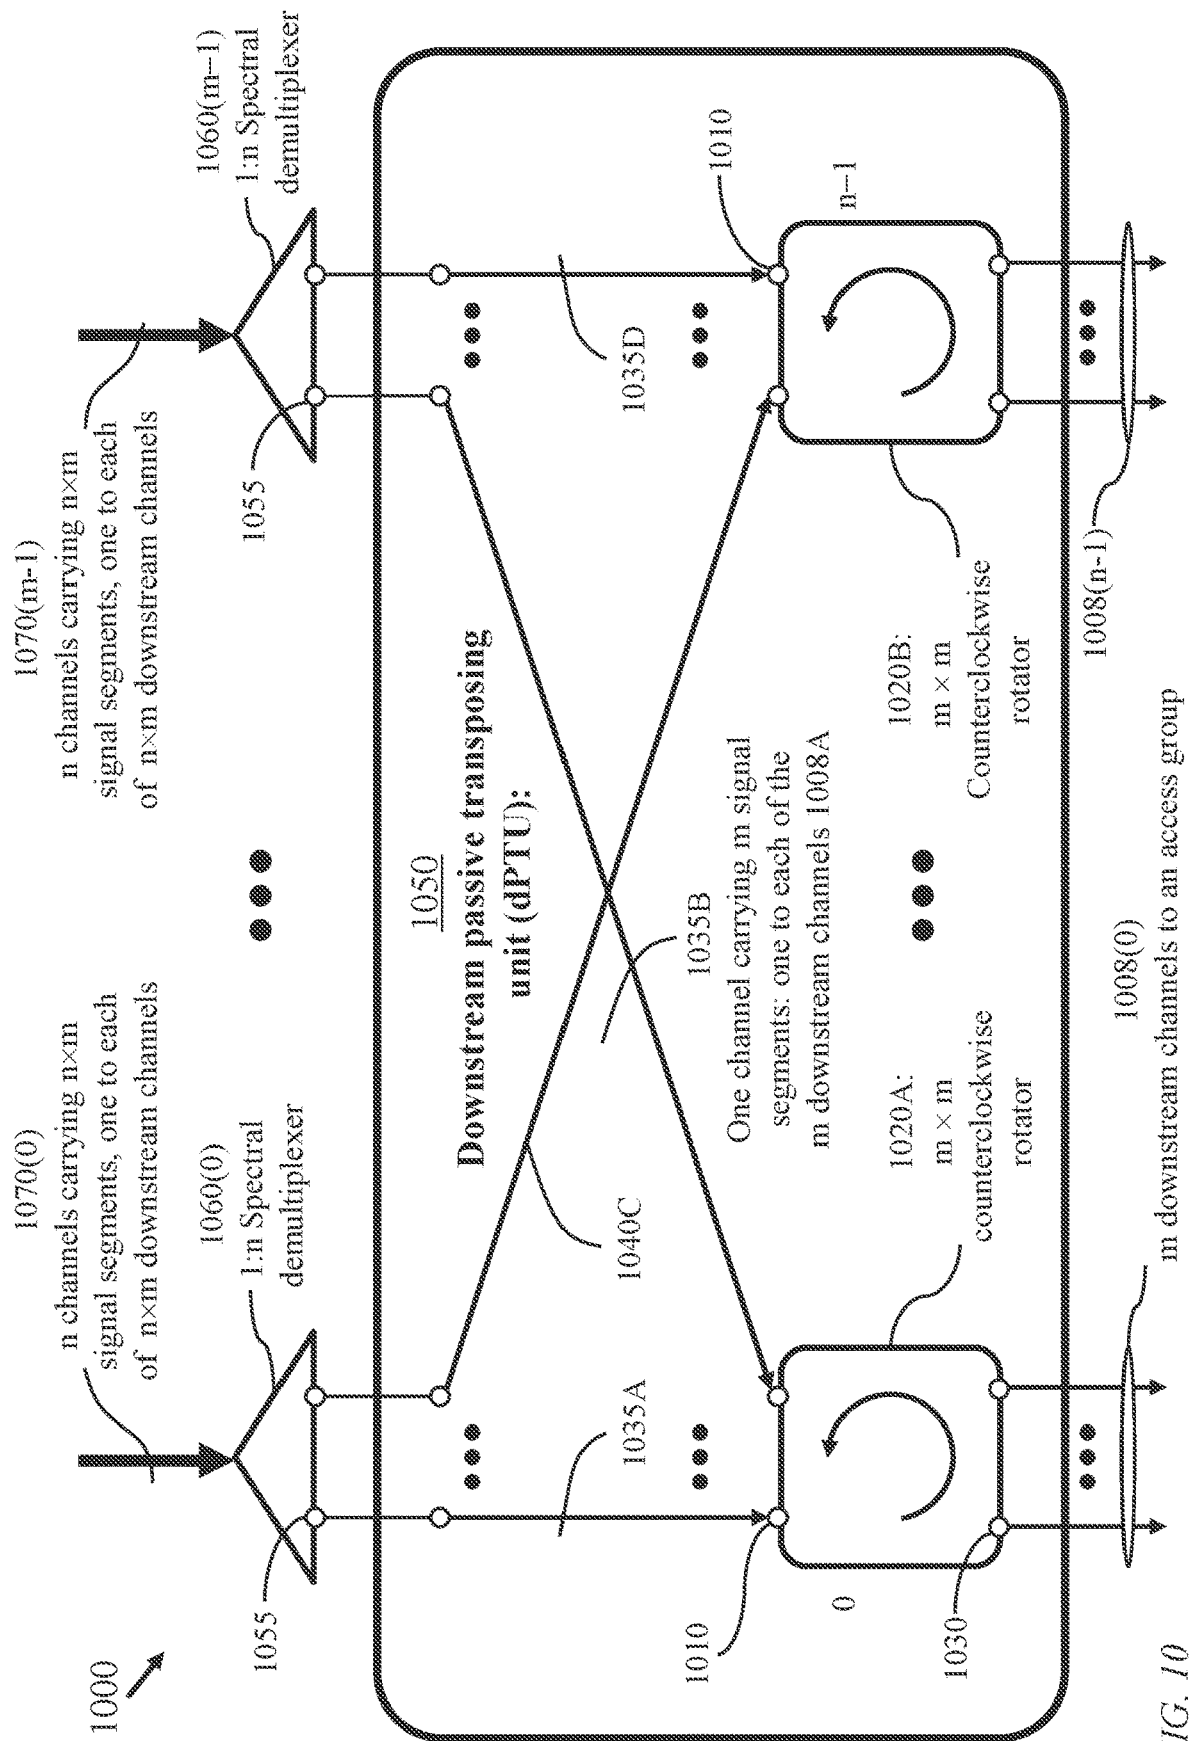 1000
1070(0)
n channels carrying n×m
signal segments, one to each
of n×m downstream channels
1070(m-1)
n channels carrying n×m
signal segments, one to each
of n×m downstream channels
1060(0)
1:n Spectral
demultiplexer
1060(m–1)
1:n Spectral
demultiplexer
1055
1055
1050
Downstream passive transposing
unit (dPTU):
1035A
1040C
1035B
1035D
One channel carrying m signal
segments: one to each of the
m downstream channels 1008A
1010
1010
0
n–1
1020A:
m × m
counterclockwise
rotator
1020B:
m × m
Counterclockwise
rotator
1030
1008(0)
m downstream channels to an access group
1008(n-1)
IG. 10